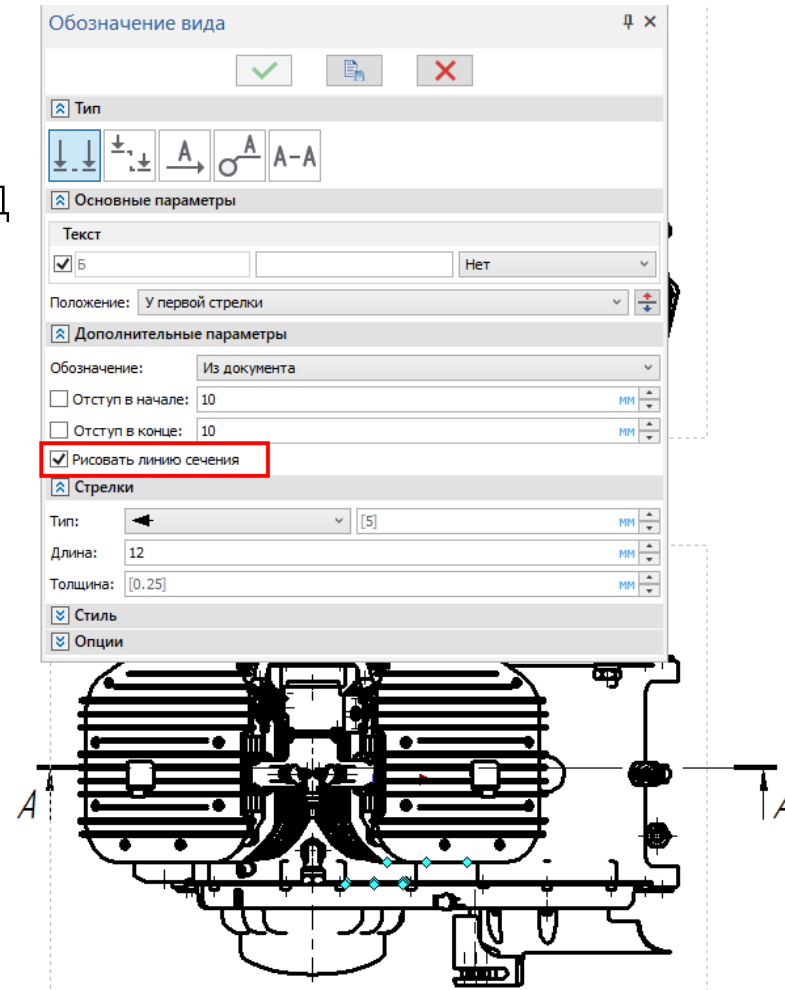 Обозначение вида
Тип
A A A-A
Основные параметры
Д
Текст
Б Нет
Положение: У первой стрелки
Дополнительные параметры
Обозначение: Из документа
Отступ в начале: 10 мм
Отступ в конце: 10 мм
Рисовать линию сечения
Стрелки
Тип: [5] мм
Длина: 12 мм
Толщина: [0.25] мм
Стиль
Опции
A A